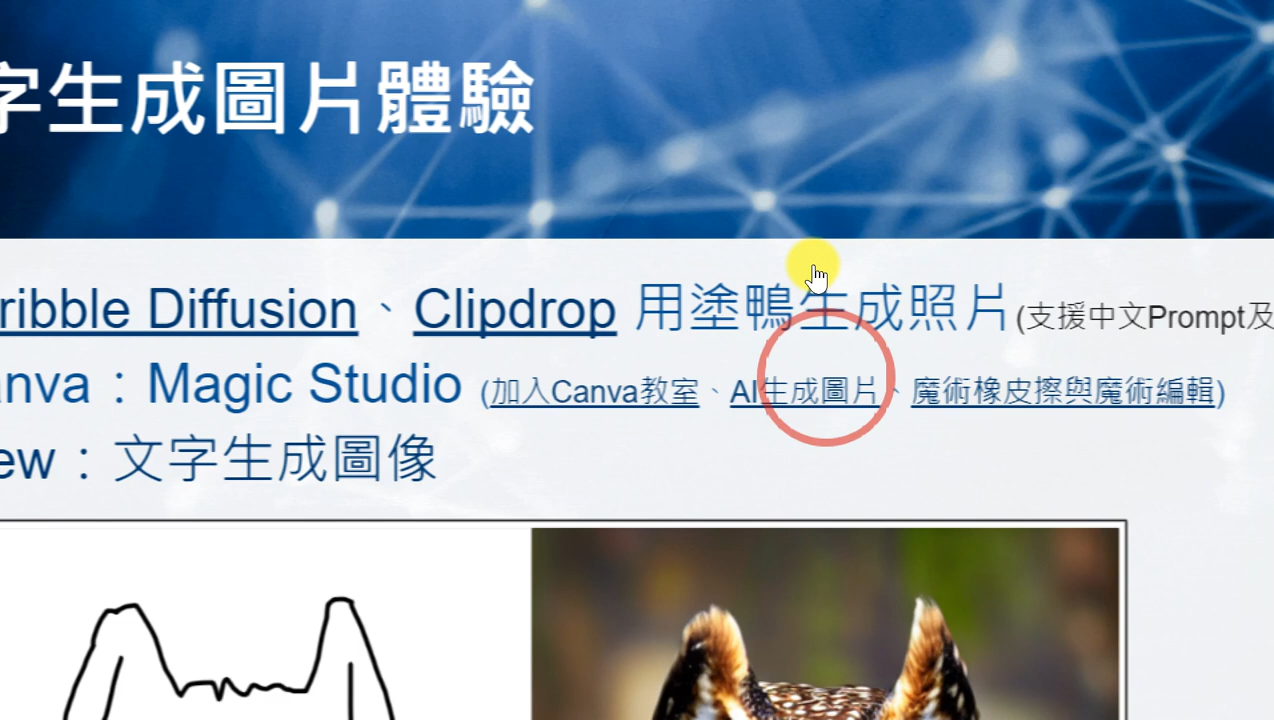 字生成圖片體驗
ribble Diffusion、Clipdrop 用塗鴨生成照片(支援中文Prompt及
anva：Magic Studio (加入Canva教室、AI生成圖片、魔術橡皮擦與魔術編輯)
ew：文字生成圖像